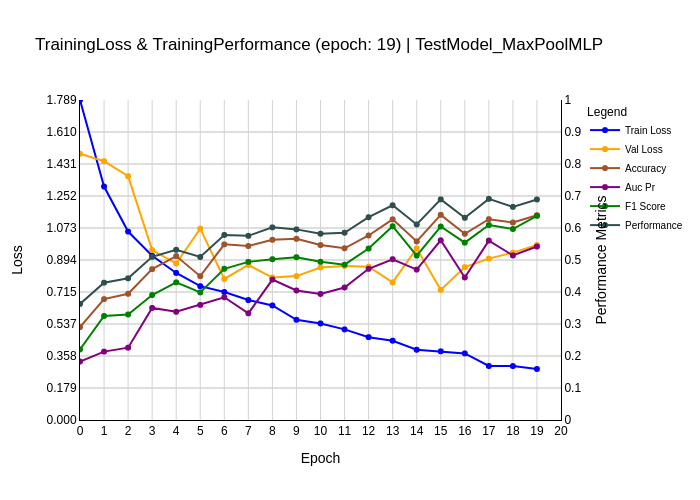 TrainingLoss & TrainingPerformance (epoch: 19) | TestModel_MaxPoolMLP
1.789
1.610
1.431
1.252
1.073
0.894
0.715
0.537
0.358
0.179
0.000
Loss
0 1 2 3 4 5 6 7 8 9 10 11 12 13 14 15 16 17 18 19 20
Epoch
1
0.9
0.8
0.7
0.6
0.5
0.4
0.3
0.2
0.1
0
Performance Metrics
Legend
Train Loss
Val Loss
Accuracy
Auc Pr
F1 Score
Performance